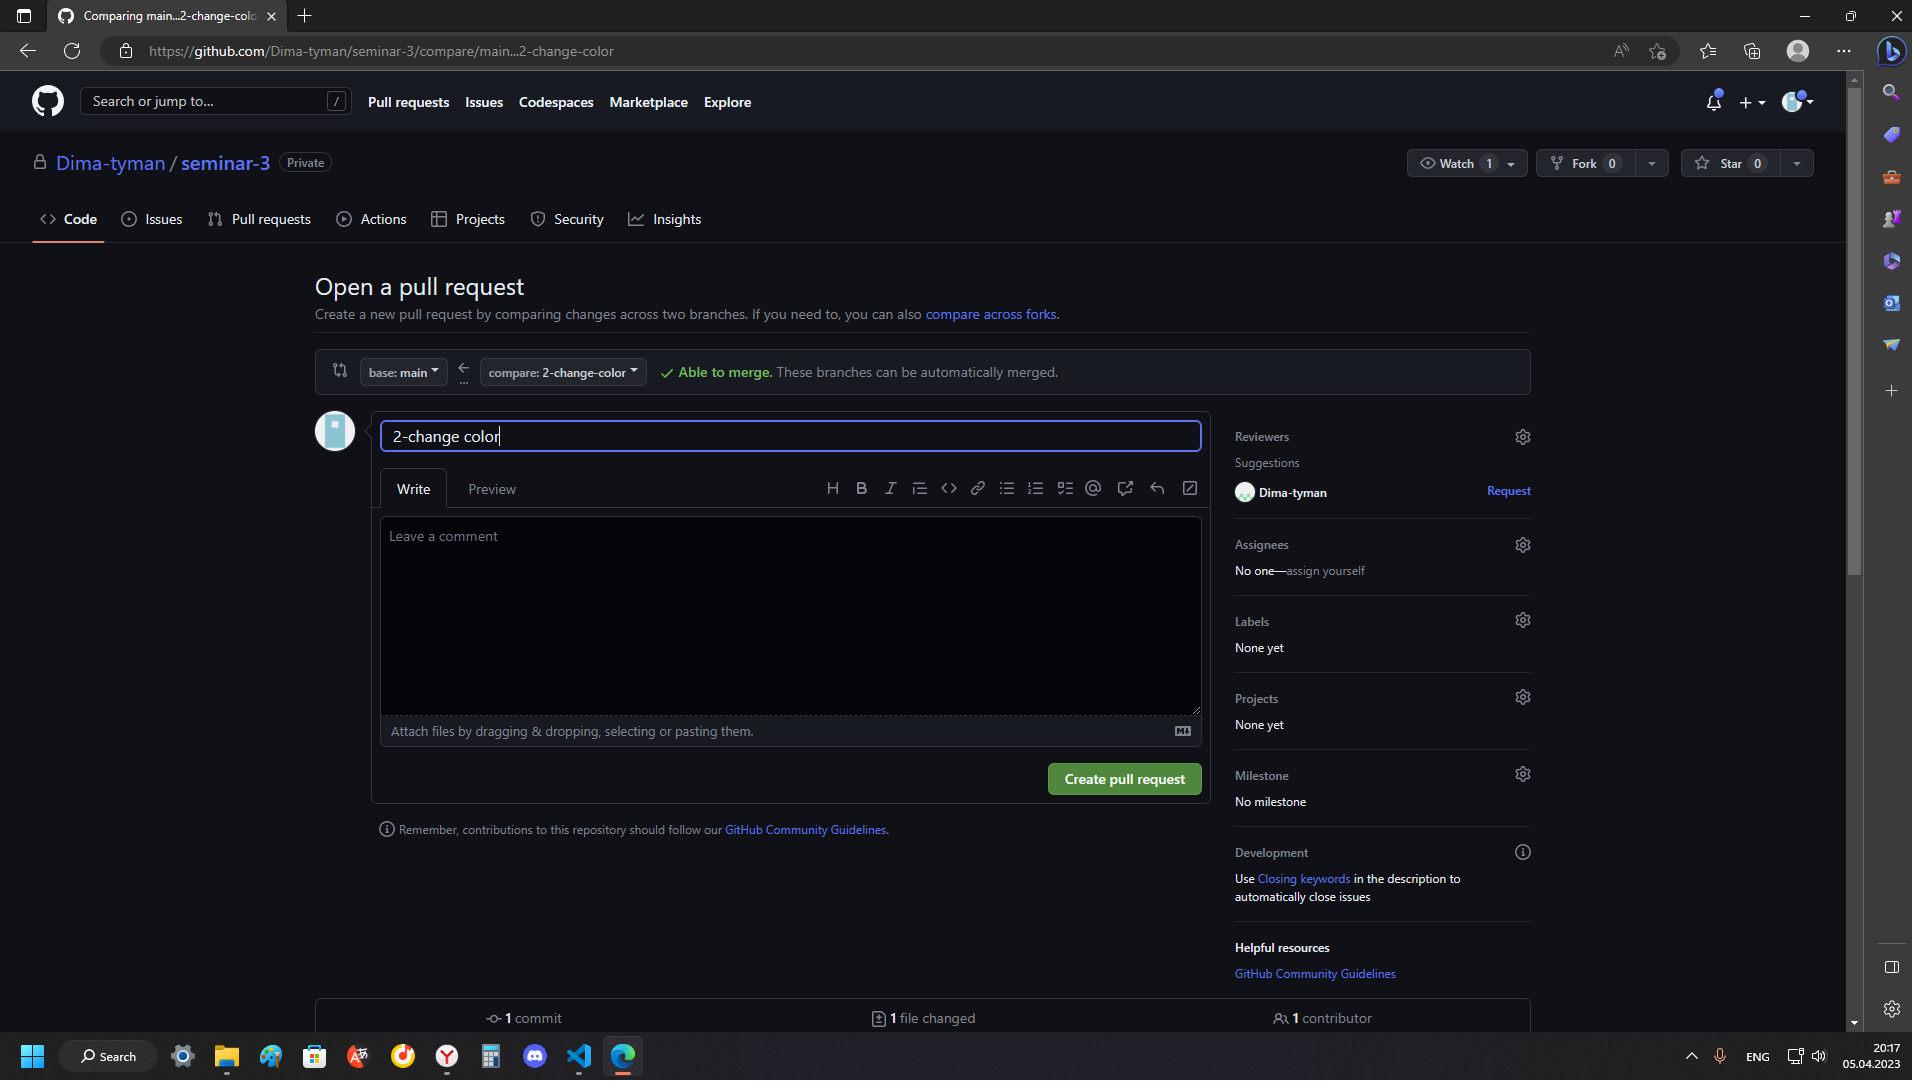 Comparing main...2-change-colo
https://github.com/Dima-tyman/seminar-3/compare/main...2-change-color
Search or jump to...
/
Pull requests
Issues
Codespaces
Marketplace
Explore
Dima-tyman / seminar-3
Private
Watch 1
Fork 0
Star 0
Code
Issues
Pull requests
Actions
Projects
Security
Insights
Open a pull request
Create a new pull request by comparing changes across two branches. If you need to, you can also compare across forks.
base: main
compare: 2-change-color
Able to merge. These branches can be automatically merged.
2-change color
Write
Preview
Leave a comment
Attach files by dragging & dropping, selecting or pasting them.
Create pull request
Remember, contributions to this repository should follow our GitHub Community Guidelines.
Reviewers
Suggestions
Dima-tyman
Request
Assignees
No one—assign yourself
Labels
None yet
Projects
None yet
Milestone
No milestone
Development
Use Closing keywords in the description to
automatically close issues
Helpful resources
GitHub Community Guidelines
1 commit
1 file changed
1 contributor
Search
ENG
20:17
05.04.2023